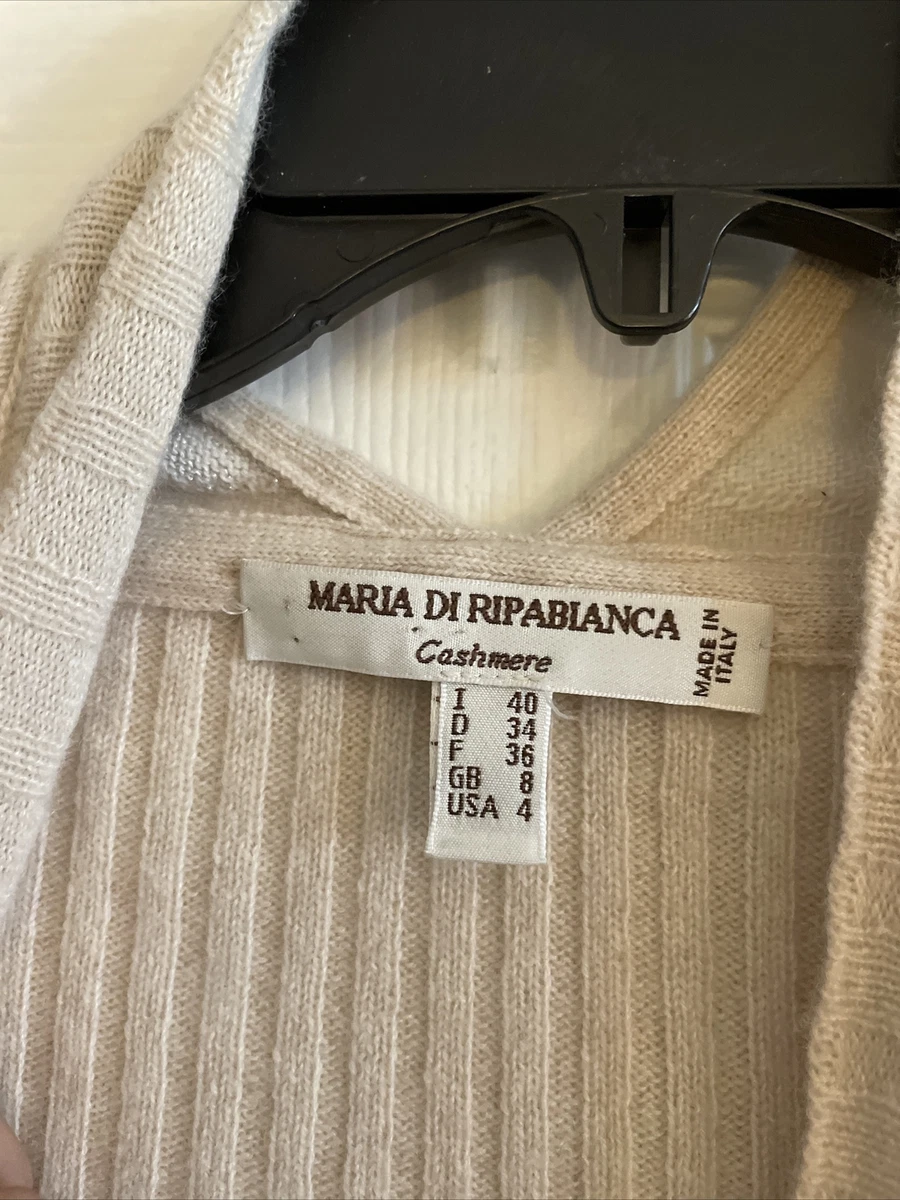 MARIA DI RIPABIANCA
Cashmere
MADE IN
ITALY
I 40
D 34
F 36
GB 8
USA 4